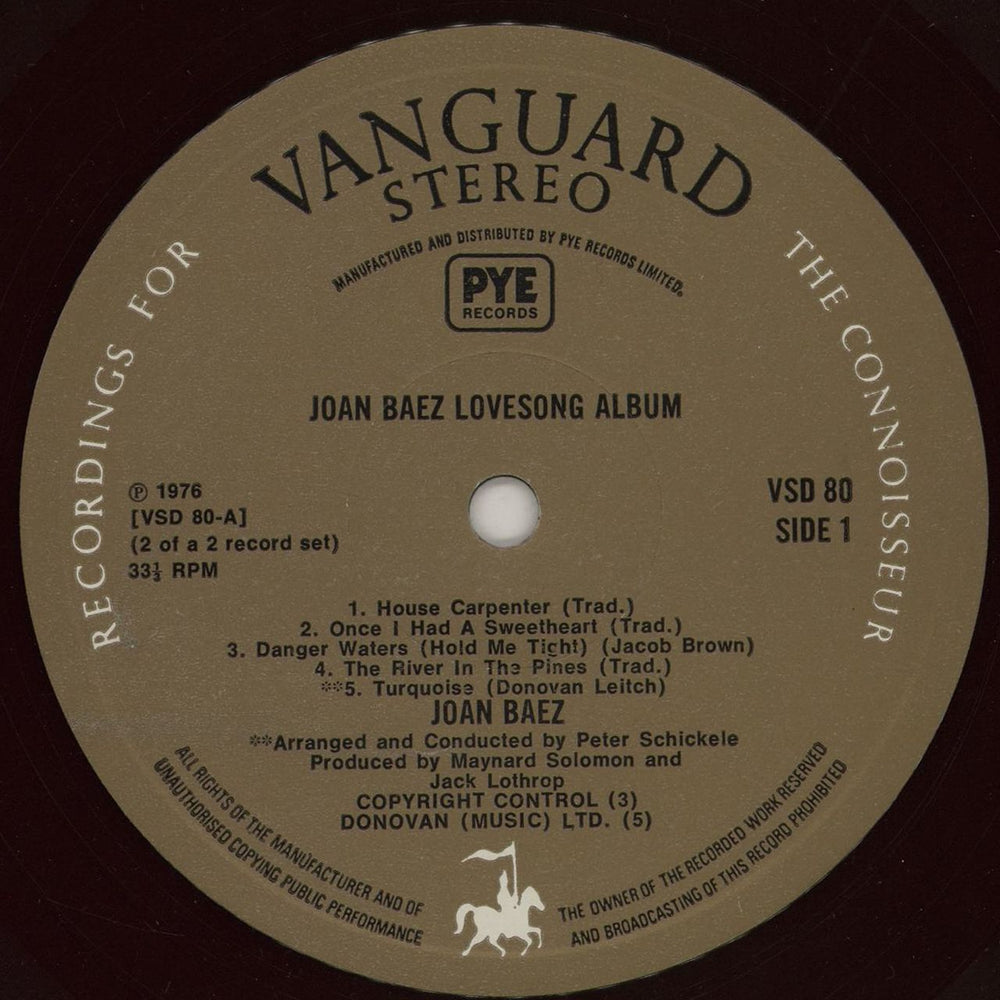 VANGUARD
STEREO
MANUFACTURED AND DISTRIBUTED BY PYE RECORDS LIMITED.
PYE
RECORDS
RECORDINGS FOR
THE CONNOISSEUR
JOAN BAEZ LOVESONG ALBUM
℗ 1976
[VSD 80-A]
(2 of a 2 record set)
33⅓ RPM
VSD 80
SIDE 1
1. House Carpenter (Trad.)
2. Once I Had A Sweetheart (Trad.)
3. Danger Waters (Hold Me Tight) (Jacob Brown)
4. The River In The Pines (Trad.)
**5. Turquoise (Donovan Leitch)
JOAN BAEZ
**Arranged and Conducted by Peter Schickele
Produced by Maynard Solomon and
Jack Lothrop
COPYRIGHT CONTROL (3)
DONOVAN (MUSIC) LTD. (5)
ALL RIGHTS OF THE MANUFACTURER AND OF
THE OWNER OF THE RECORDED WORK RESERVED
UNAUTHORISED COPYING PUBLIC PERFORMANCE
AND BROADCASTING OF THIS RECORD PROHIBITED